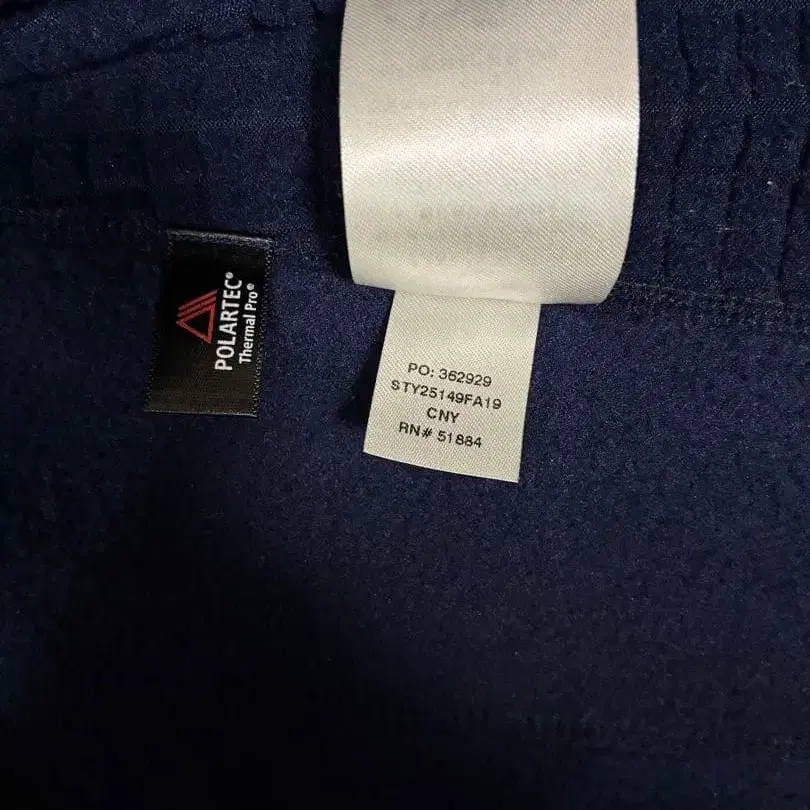 POLARTEC®
Thermal Pro®
PO: 362929
STY25149FA19
CNY
RN# 51884